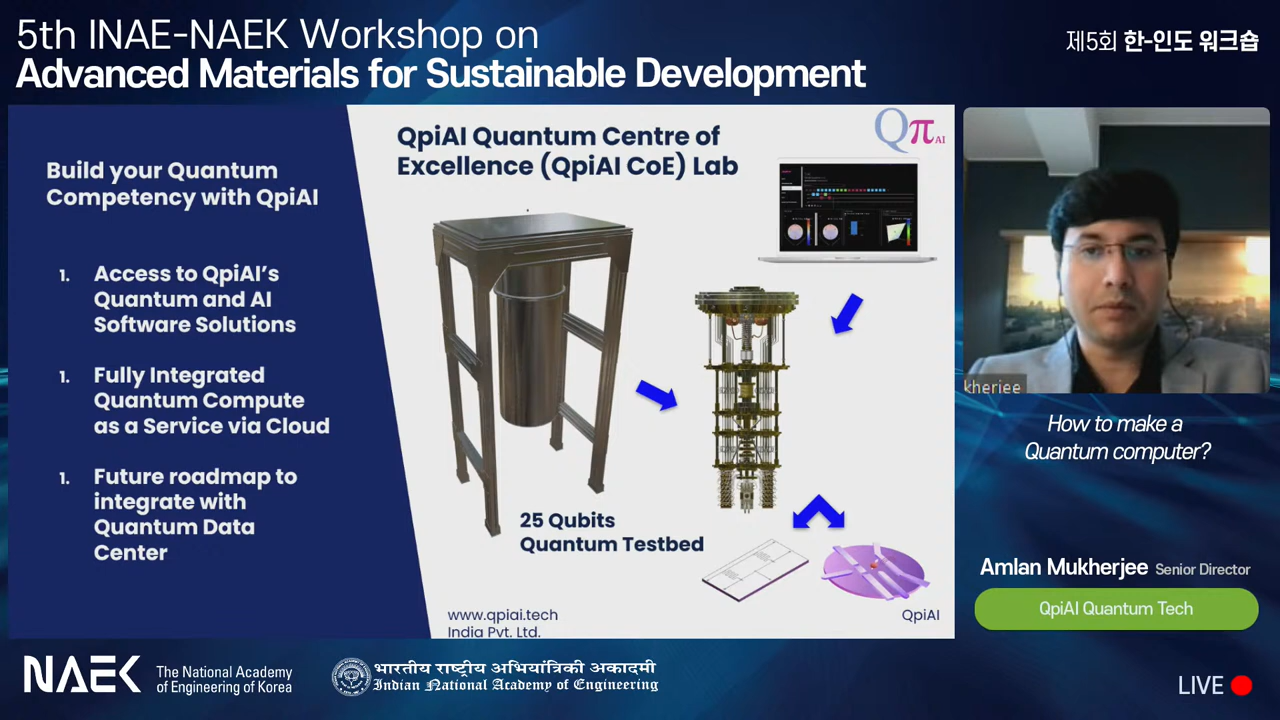 5th INAE-NAEK Workshop on
Advanced Materials for Sustainable Development
제5회 한-인도 워크숍
Build your Quantum
Competency with QpiAI
1. Access to QpiAI's
Quantum and AI
Software Solutions
1. Fully Integrated
Quantum Compute
as a Service via Cloud
1. Future roadmap to
integrate with
Quantum Data
Center
QpiAI Quantum Centre of
Excellence (QpiAI CoE) Lab
Qπ AI
25 Qubits
Quantum Testbed
www.qpiai.tech
India Pvt. Ltd.
QpiAI
kherjee
How to make a
Quantum computer?
Amlan Mukherjee Senior Director
QpiAI Quantum Tech
NAEK
The National Academy
of Engineering of Korea
भारतीय राष्ट्रीय अभियांत्रिकी अकादमी
Indian National Academy of Engineering
LIVE